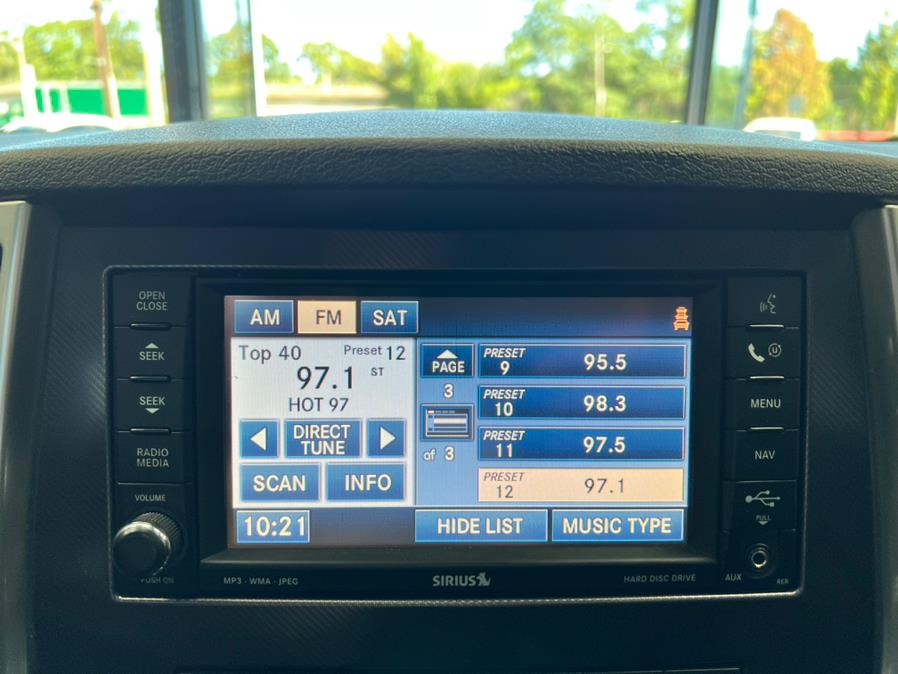 OPEN
CLOSE
SEEK
SEEK
RADIO
MEDIA
VOLUME
PUSH ON
AM FM SAT
Top 40 Preset 12
97.1 ST
HOT 97
DIRECT
TUNE
SCAN INFO
10:21
PAGE
3
of 3
PRESET
9 95.5
PRESET
10 98.3
PRESET
11 97.5
PRESET
12 97.1
HIDE LIST MUSIC TYPE
MENU
NAV
PULL
AUX
RER
MP3 · WMA · JPEG SIRIUS HARD DISC DRIVE